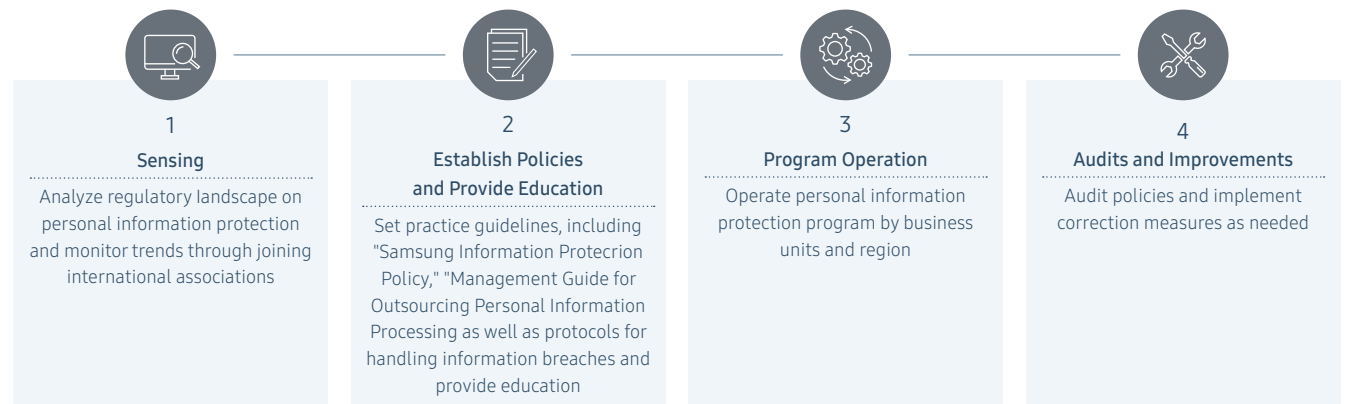 1
Sensing
Analyze regulatory landscape on
personal information protection
and monitor trends through joining
international associations
2
Establish Policies
and Provide Education
Set practice guidelines, including
"Samsung Information Protecrion
Policy," "Management Guide for
Outsourcing Personal Information
Processing as well as protocols for
handling information breaches and
provide education
3
Program Operation
Operate personal information
protection program by business
units and region
4
Audits and Improvements
Audit policies and implement
correction measures as needed